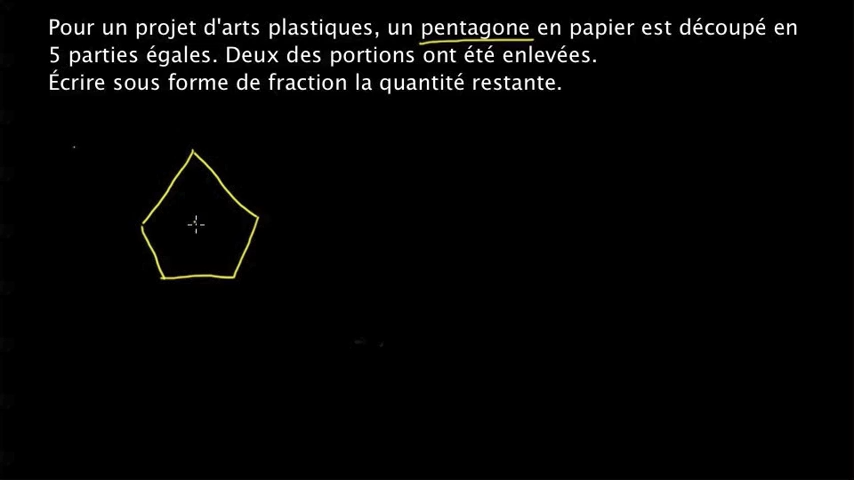 Pour un projet d'arts plastiques, un pentagone en papier est découpé en
5 parties égales. Deux des portions ont été enlevées.
Écrire sous forme de fraction la quantité restante.